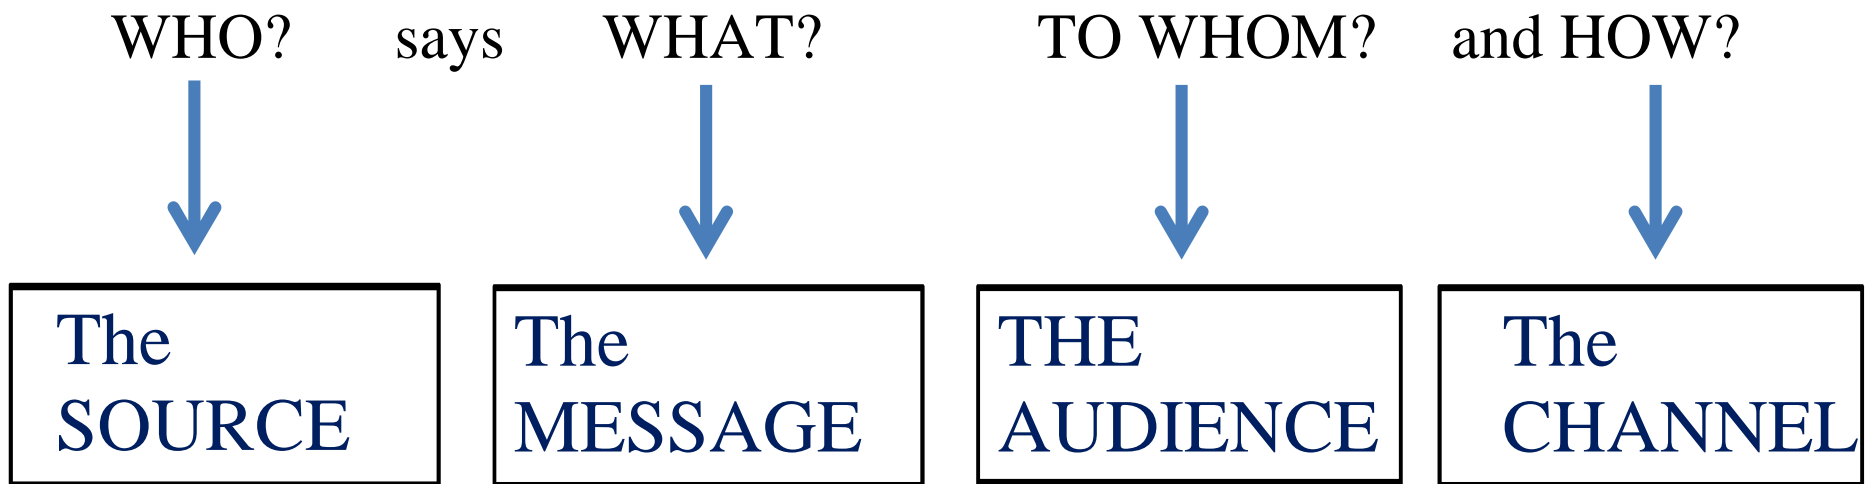 WHO? says WHAT? TO WHOM? and HOW?
The
SOURCE
The
MESSAGE
THE
AUDIENCE
The
CHANNEL